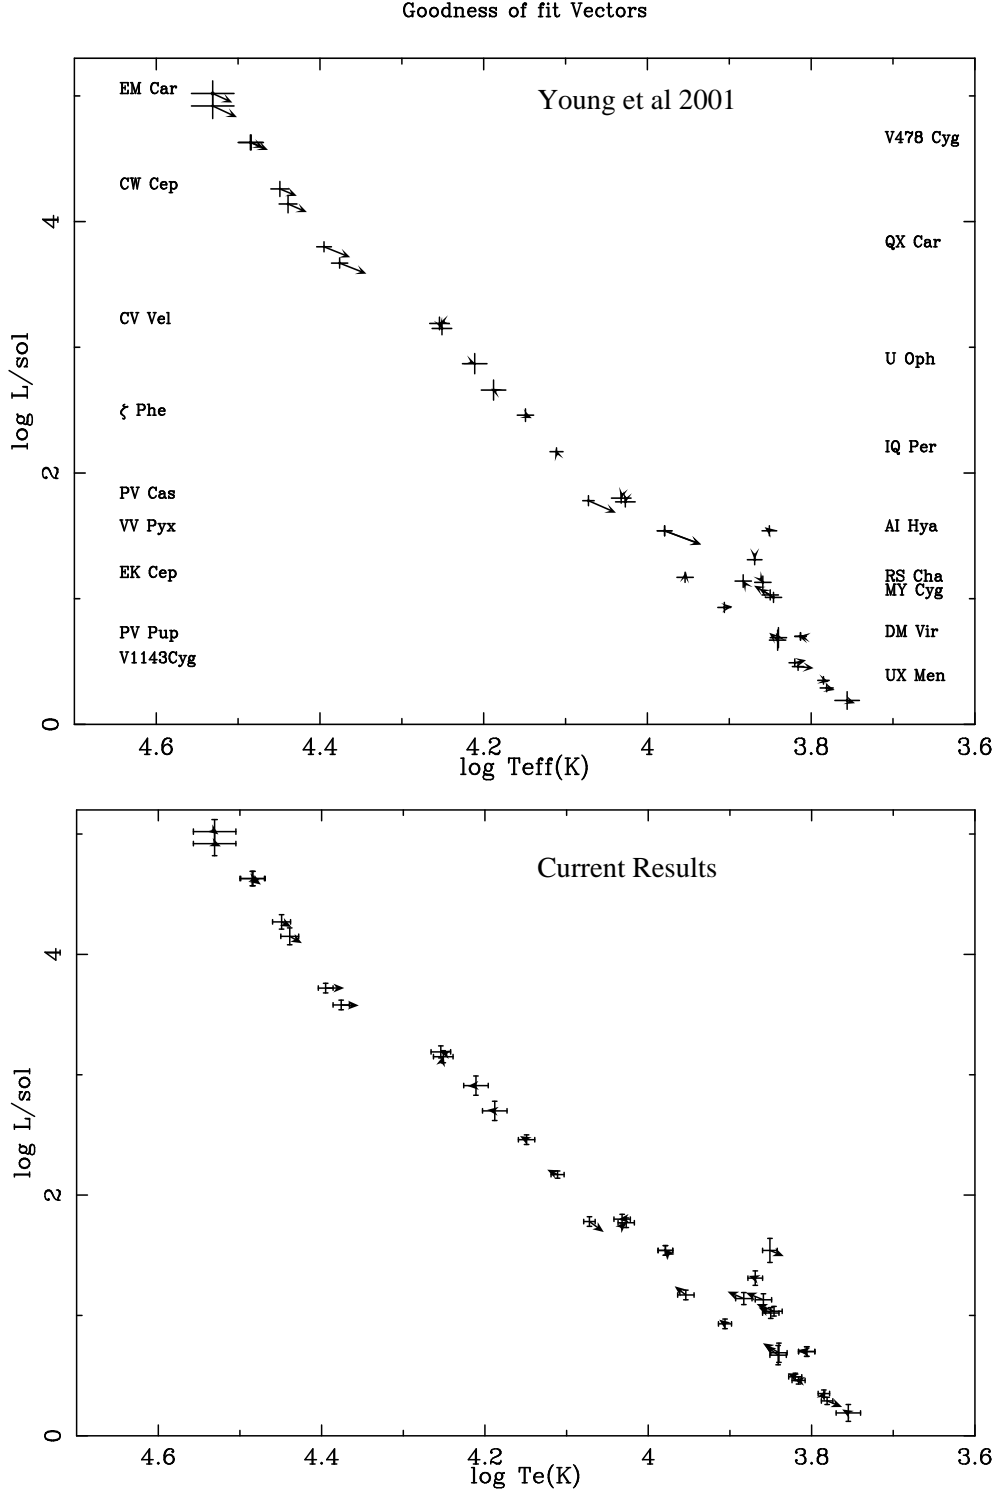 Goodness of fit Vectors
Young et al 2001
EM Car
V478 Cyg
CW Cep
QX Car
CV Vel
U Oph
ζ Phe
IQ Per
PV Cas
VV Pyx
AI Hya
EK Cep
RS Cha
MY Cyg
PV Pup
DM Vir
V1143Cyg
UX Men
log L/sol
4
2
0
4.6 4.4 4.2 4 3.8 3.6
log Teff(K)
Current Results
log L/sol
4
2
0
4.6 4.4 4.2 4 3.8 3.6
log Te(K)